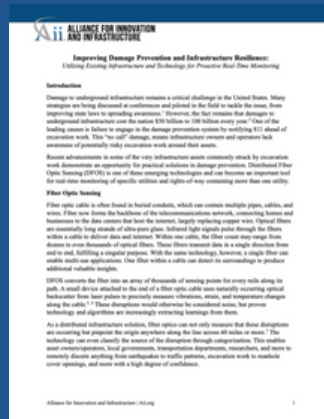 Aii ALLIANCE FOR INNOVATION
AND INFRASTRUCTURE
Improving Damage Prevention and Infrastructure Resilience:
Utilizing Existing Infrastructure and Technology for Proactive Real-Time Monitoring
Introduction
Damage to underground infrastructure remains a critical challenge in the United States. Many
strategies are being discussed at conferences and piloted in the field to tackle the issue, from
improving state laws to spreading awareness.¹ However, the fact remains that damages to
underground infrastructure cost the nation $50 billion to 100 billion every year.² One of the
leading causes is failure to engage in the damage prevention system by notifying 811 ahead of
excavation work. This "no call" damage, means infrastructure owners and operators lack
awareness of potentially risky excavation work around their assets.
Recent advancements in some of the very infrastructure assets commonly struck by excavation
work demonstrate an opportunity for practical solutions in damage prevention. Distributed Fiber
Optic Sensing (DFOS) is one of these emerging technologies and can become an important tool
for real-time monitoring of specific utilities and rights-of-way containing more than one utility.
Fiber Optic Sensing
Fiber optic cable is often found in buried conduits, which can contain multiple pipes, cables, and
wires. Fiber now forms the backbone of the telecommunications network, connecting homes and
businesses to the data centers that host the internet, largely replacing copper wire. Optical fibers
are essentially long strands of ultra-pure glass. Infrared light signals pulse through the fibers
within a cable to deliver data and internet. Within one cable, the fiber count may range from
dozens to even thousands of optical fibers. These fibers transmit data in a single direction from
end to end, fulfilling a singular purpose. With the same technology, however, a single fiber can
enable multi-use applications. One fiber within a cable can detect its surroundings to produce
additional valuable insights.
DFOS converts the fiber into an array of thousands of sensing points for every mile along its
path. A small device attached to the end of a fiber optic cable uses naturally occurring optical
backscatter from laser pulses to precisely measure vibrations, strain, and temperature changes
along the cable. These disruptions would otherwise be considered noise, but proven
technology and algorithms are increasingly extracting learnings from them.
As a distributed infrastructure solution, fiber optics can not only measure that these disruptions
are occurring but pinpoint the origin anywhere along the line across 60 miles or more. The
technology can even classify the source of the disruption through categorization. This enables
asset owners/operators, local governments, transportation departments, researchers, and more to
remotely discern anything from earthquakes to traffic patterns, excavation work to manhole
cover openings, and more with a high degree of confidence.
Alliance for Innovation and Infrastructure | Aii.org 1